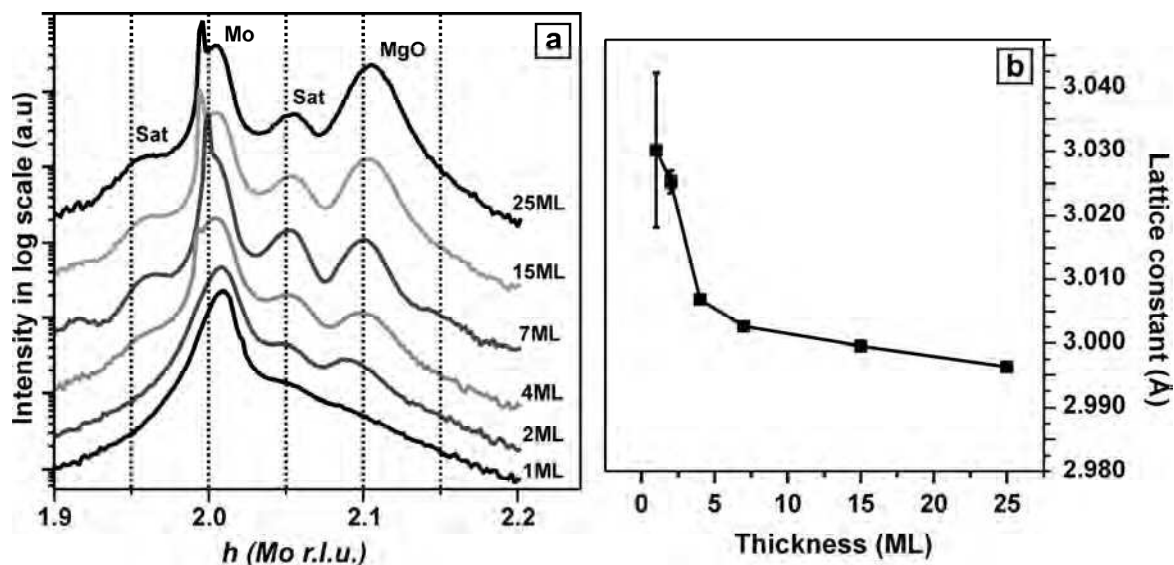 a
Intensity in log scale (a.u)
Mo
MgO
Sat
Sat
25ML
15ML
7ML
4ML
2ML
1ML
1.9
2.0
2.1
2.2
h (Mo r.l.u.)
b
3.040
3.030
3.020
3.010
3.000
2.990
2.980
Lattice constant (Å)
0
5
10
15
20
25
Thickness (ML)